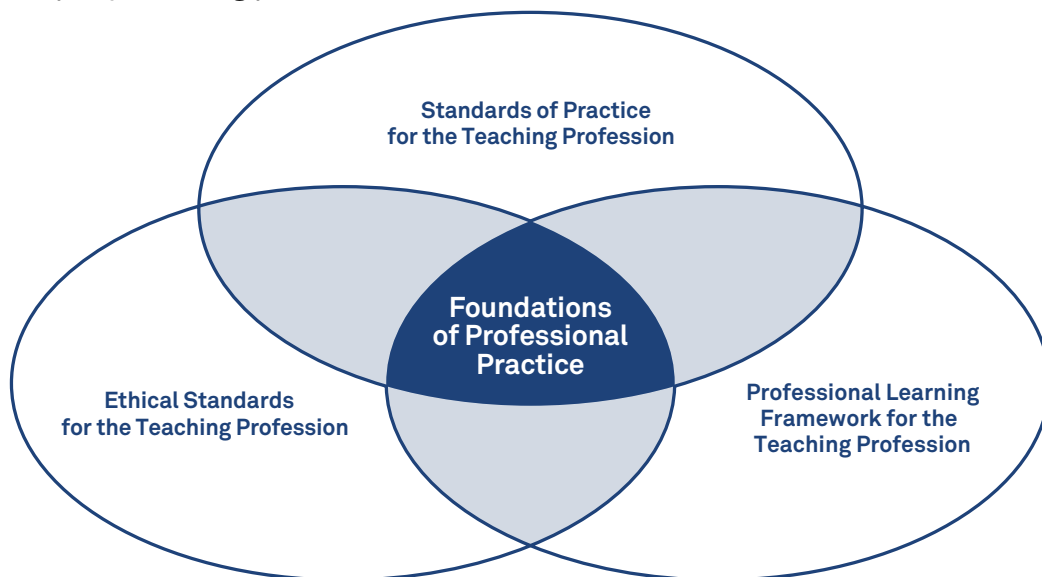 Standards of Practice
for the Teaching Profession
Foundations
of Professional
Practice
Ethical Standards
for the Teaching Profession
Professional Learning
Framework for the
Teaching Profession